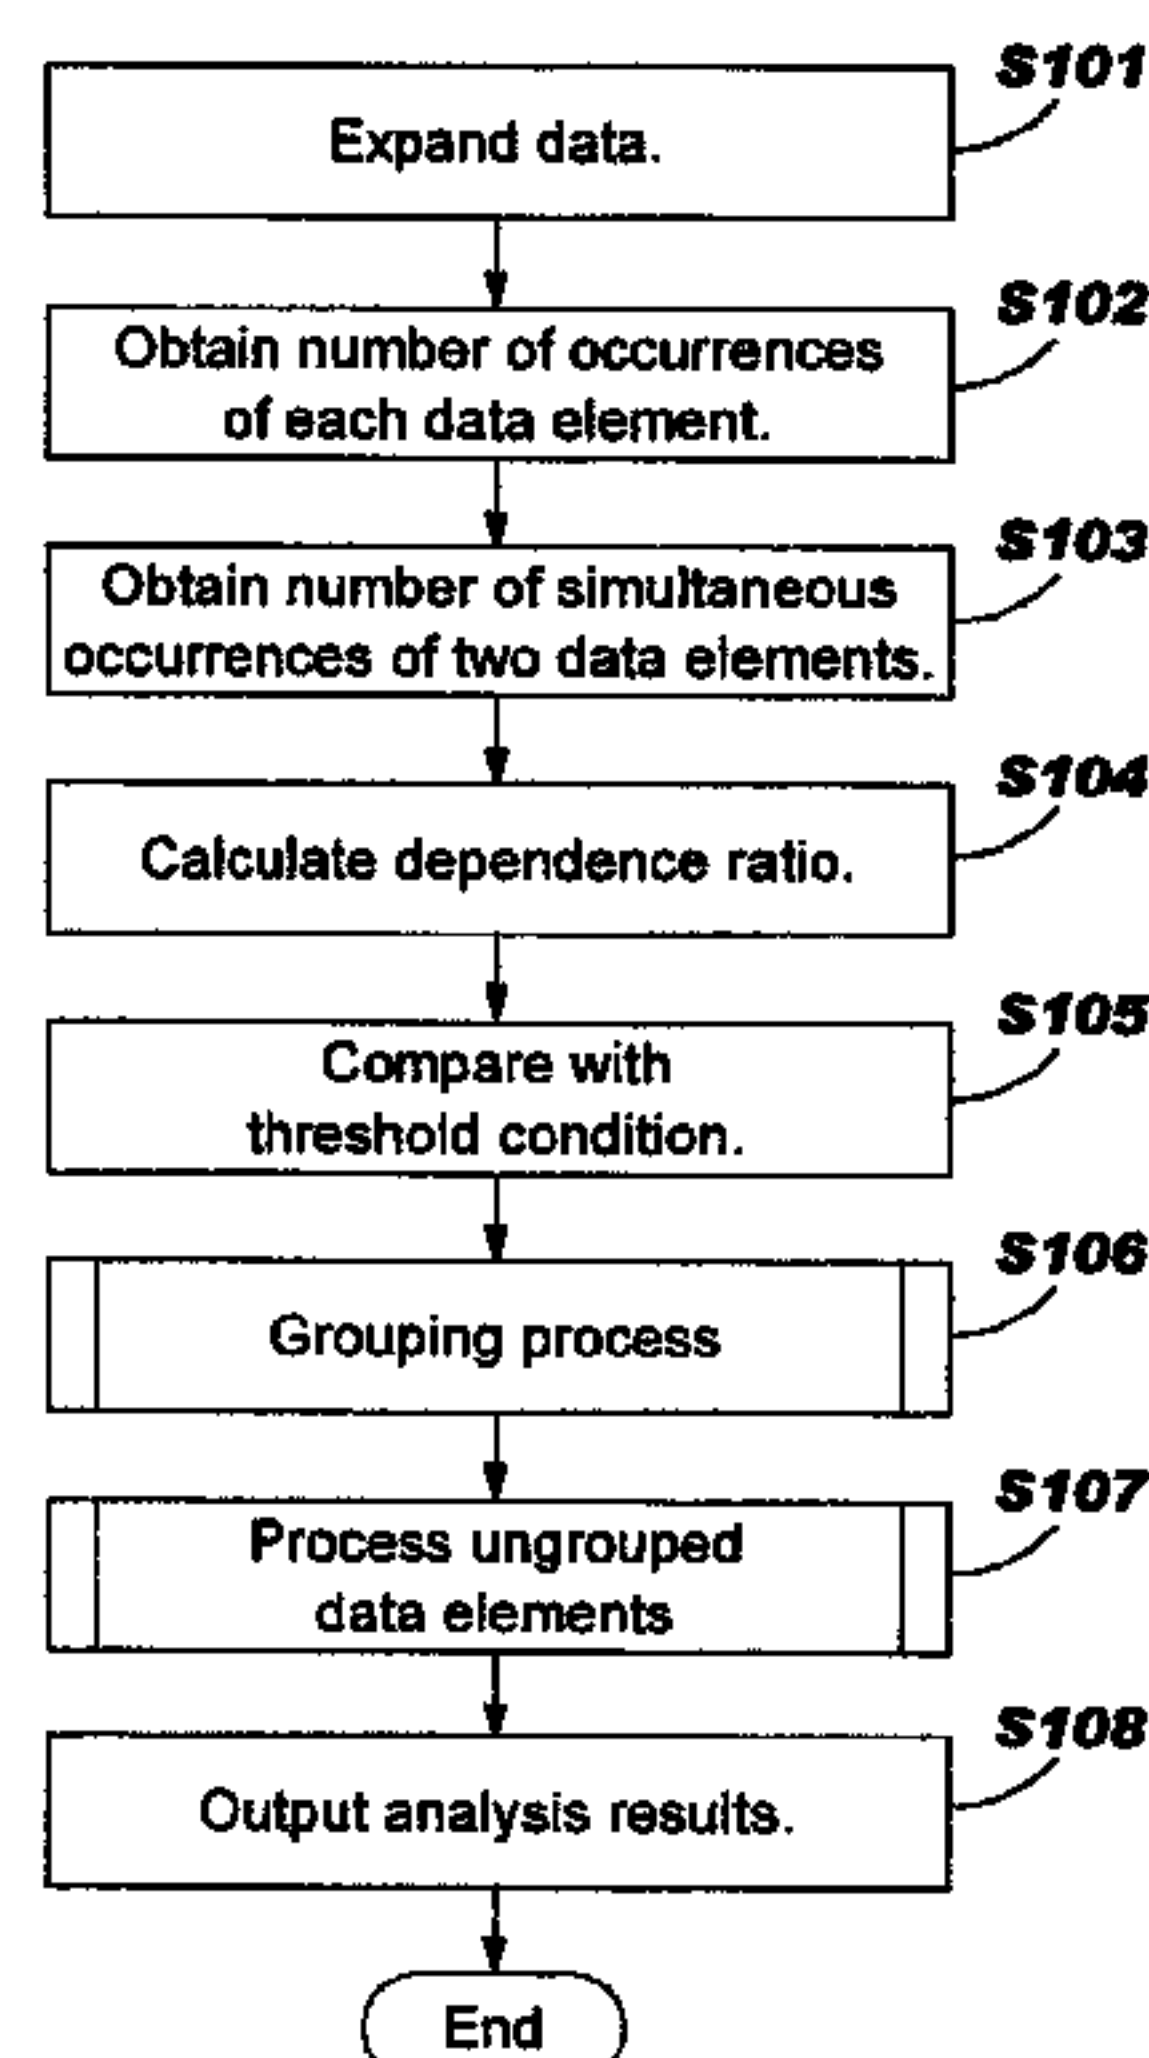 S101
Expand data.
S102
Obtain number of occurrences
of each data element.
S103
Obtain number of simultaneous
occurrences of two data elements.
S104
Calculate dependence ratio.
S105
Compare with
threshold condition.
S106
Grouping process
S107
Process ungrouped
data elements
S108
Output analysis results.
End